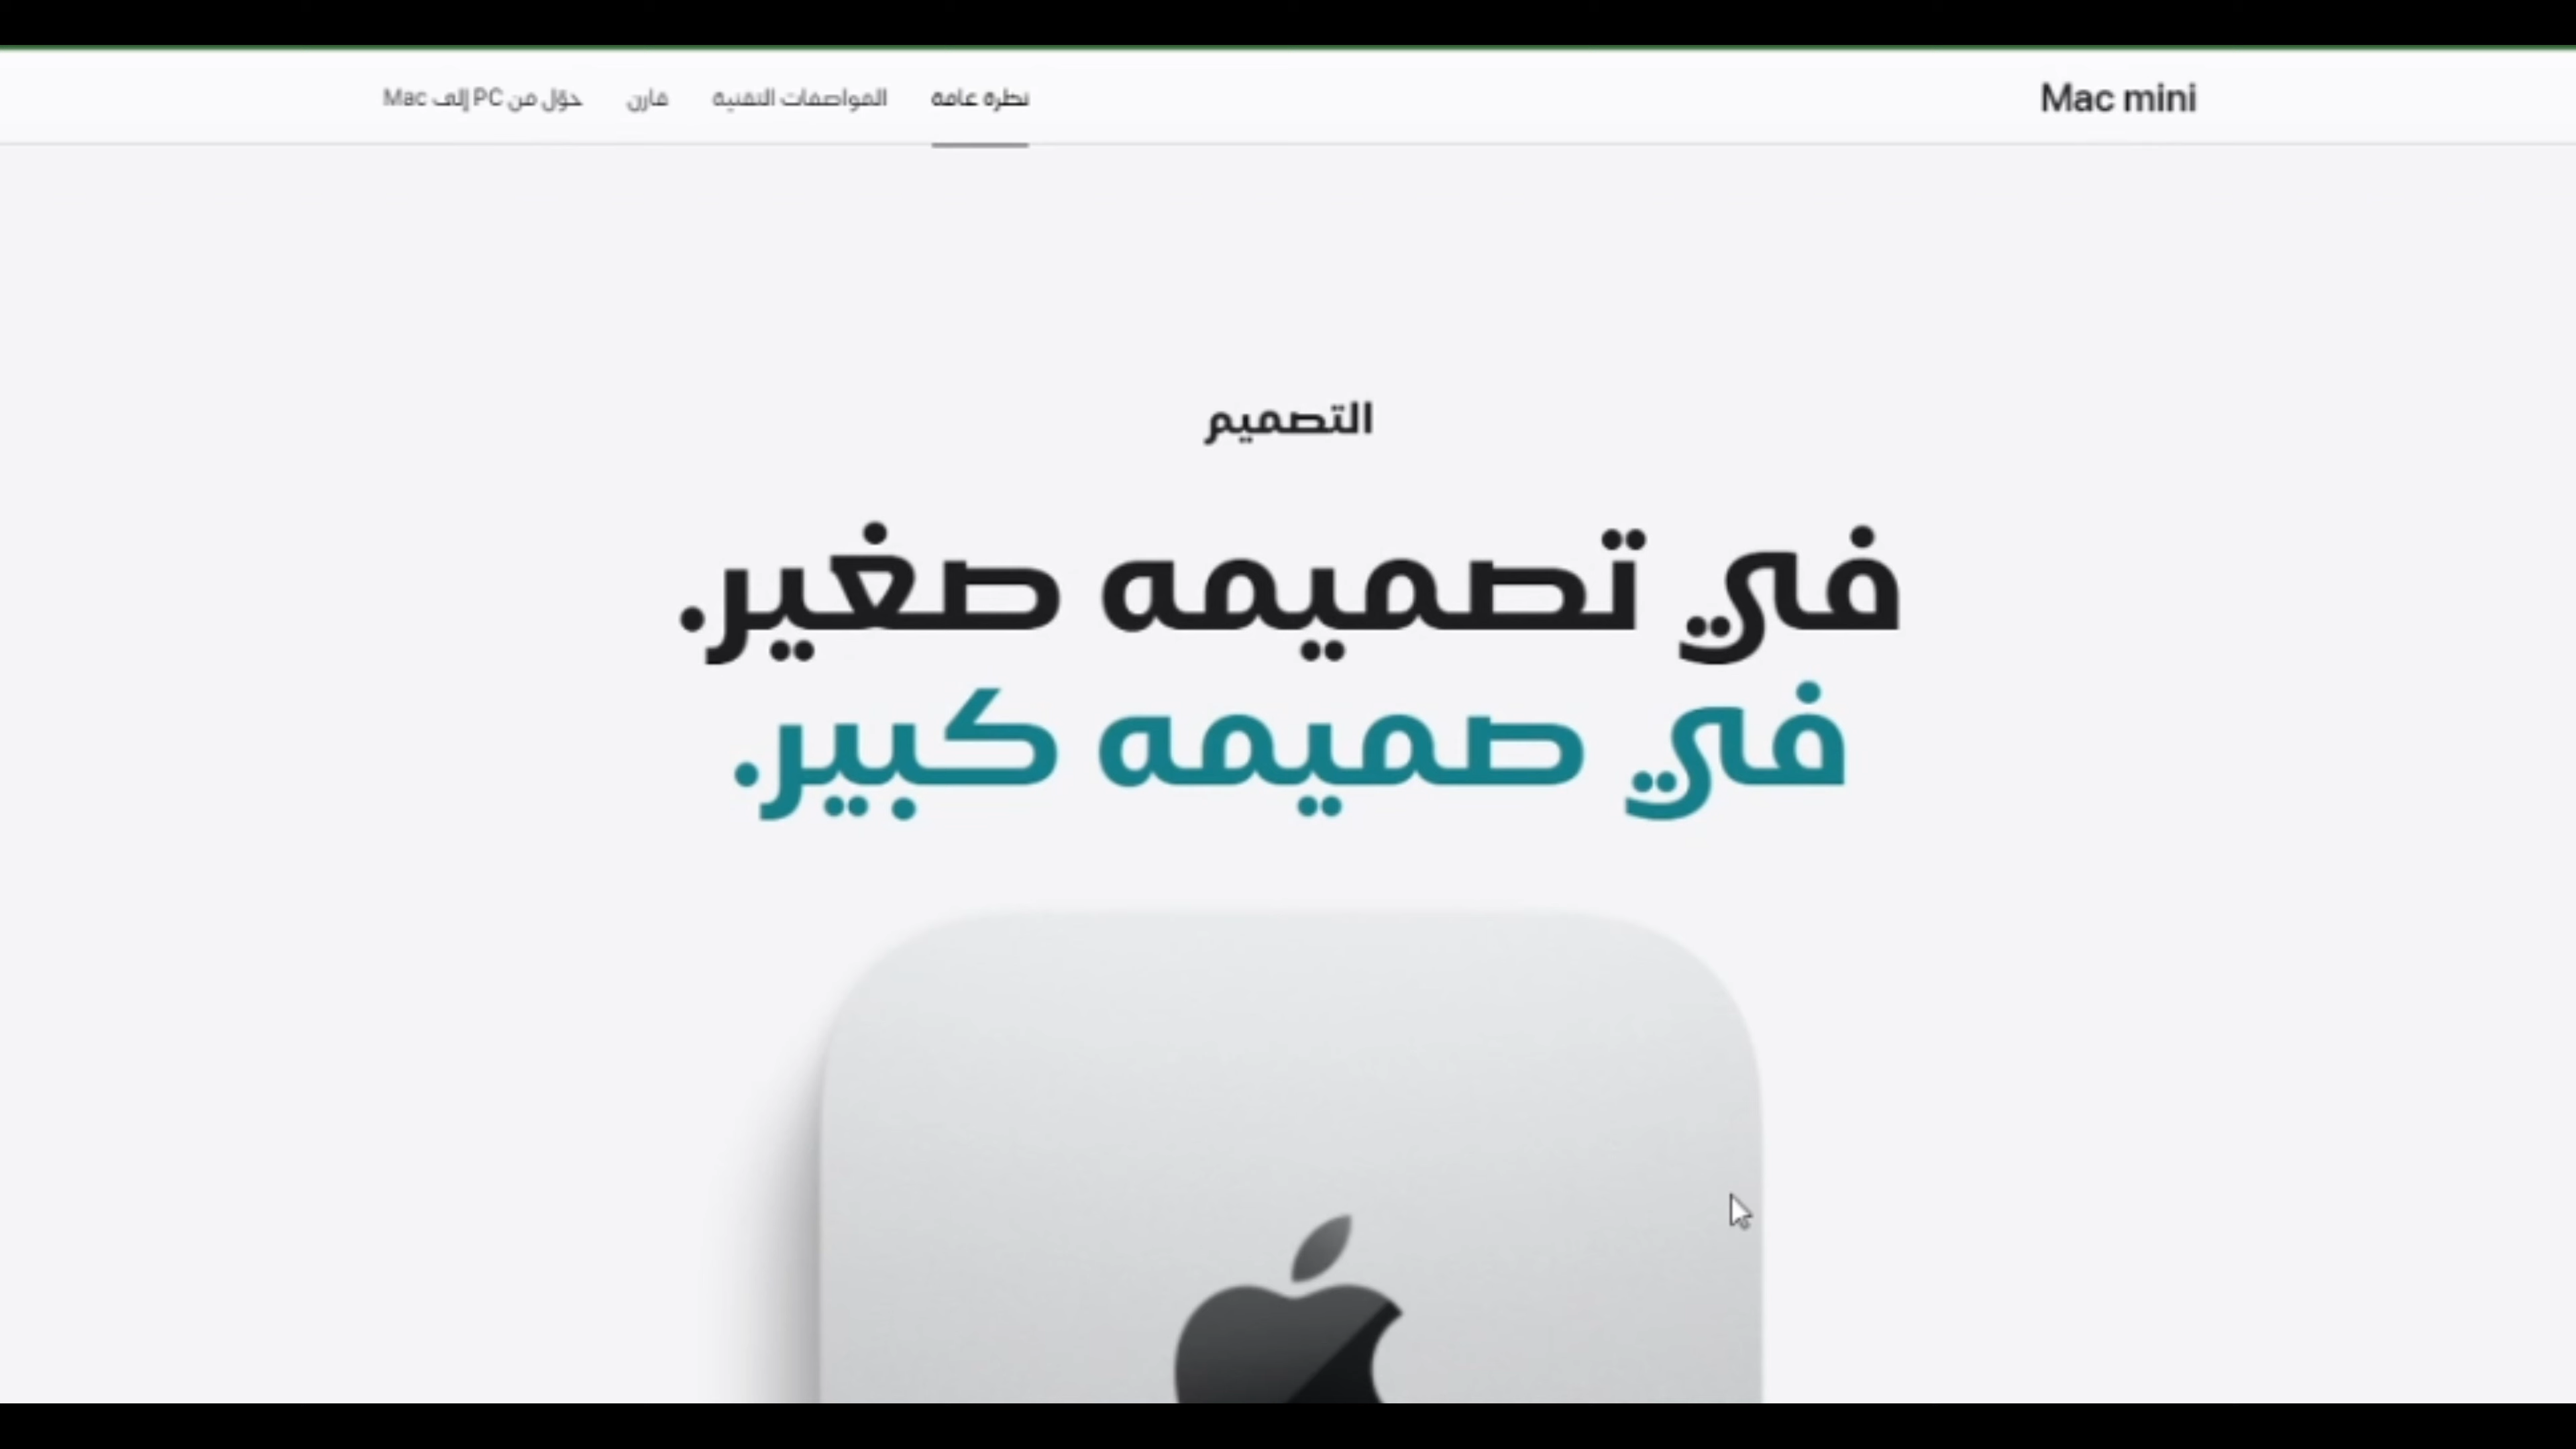 Mac mini
نظرة عامة
المواصفات التقنية
قارن
حوّل من PC إلى Mac
التصميم
في تصميمه صغير.
في صميمه كبير.